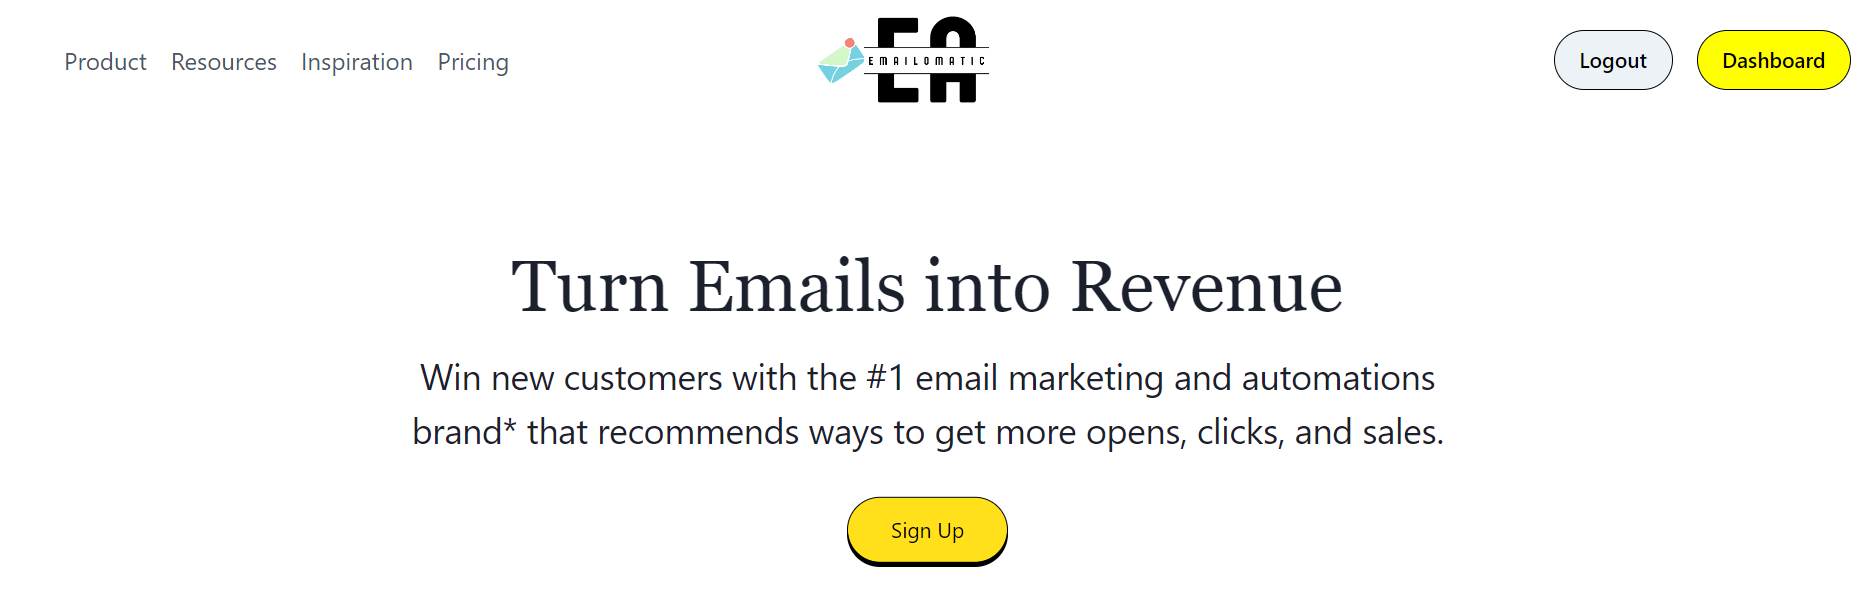 Product
Resources
Inspiration
Pricing
EA
EMAILOMATIC
Logout
Dashboard
Turn Emails into Revenue
Win new customers with the #1 email marketing and automations
brand* that recommends ways to get more opens, clicks, and sales.
Sign Up